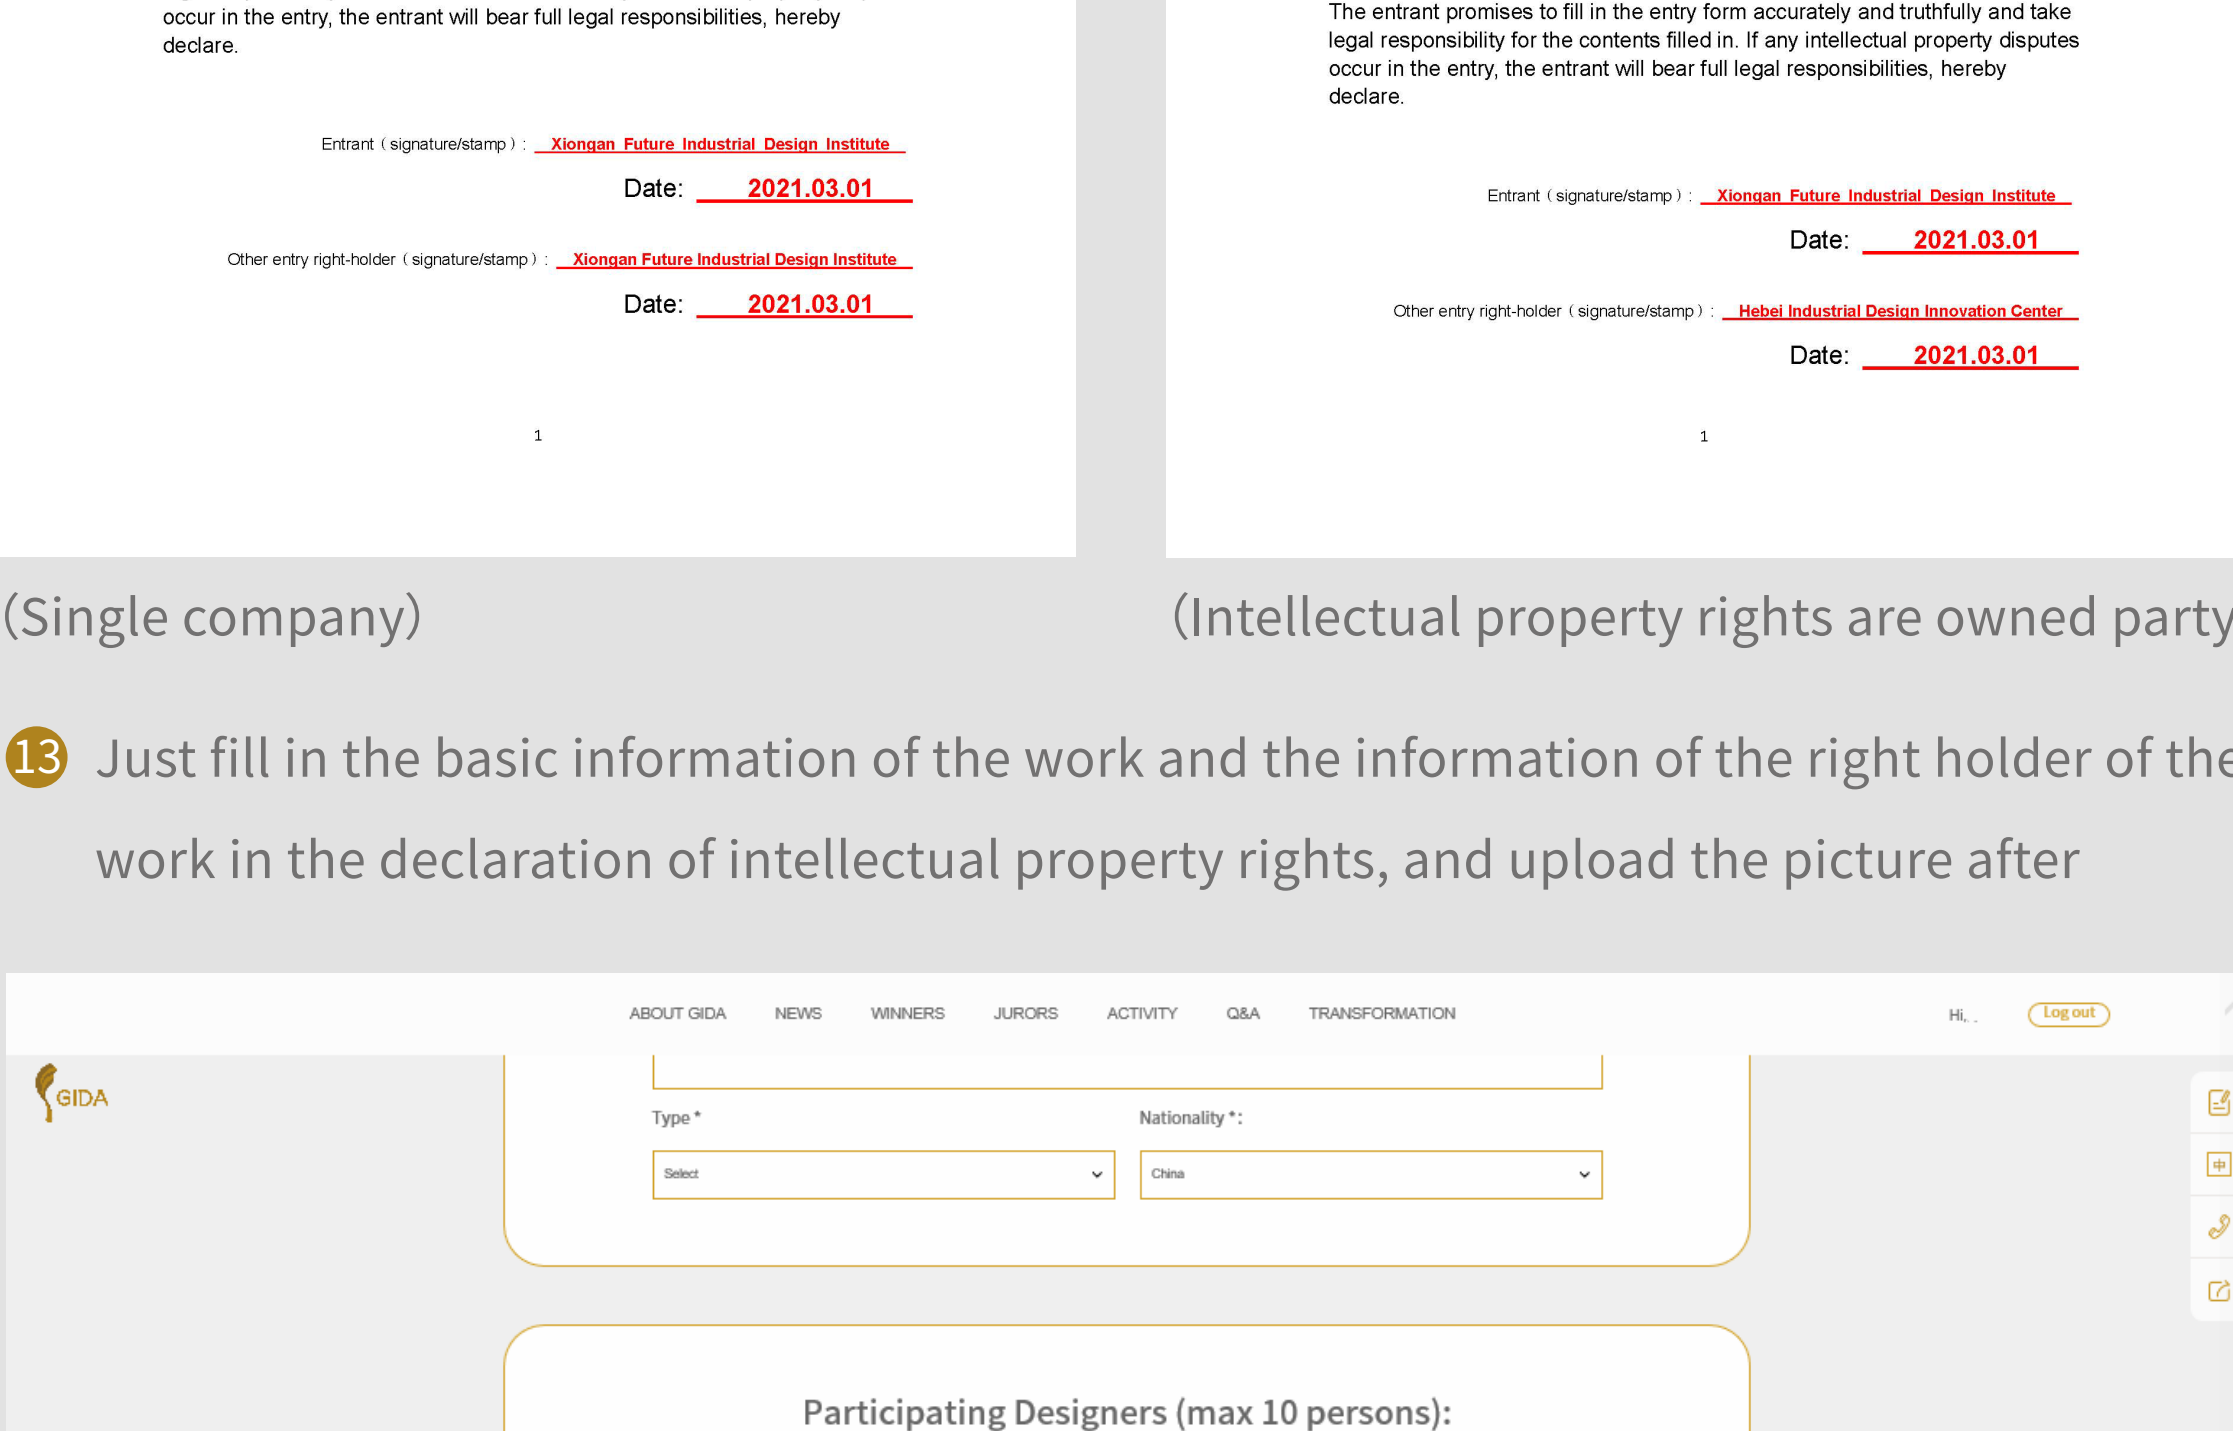 occur in the entry, the entrant will bear full legal responsibilities, hereby
declare.
Entrant（signature/stamp）: Xiongan Future Industrial Design Institute
Date: 2021.03.01
Other entry right-holder（signature/stamp）: Xiongan Future Industrial Design Institute
Date: 2021.03.01
1
The entrant promises to fill in the entry form accurately and truthfully and take
legal responsibility for the contents filled in. If any intellectual property disputes
occur in the entry, the entrant will bear full legal responsibilities, hereby
declare.
Entrant（signature/stamp）: Xiongan Future Industrial Design Institute
Date: 2021.03.01
Other entry right-holder（signature/stamp）: Hebei Industrial Design Innovation Center
Date: 2021.03.01
1
（Single company）
（Intellectual property rights are owned party
13 Just fill in the basic information of the work and the information of the right holder of the
work in the declaration of intellectual property rights, and upload the picture after
ABOUT GIDA NEWS WINNERS JURORS ACTIVITY Q&A TRANSFORMATION Hi, Log out
GIDA
Type * Nationality *:
Select China
中
Participating Designers (max 10 persons):